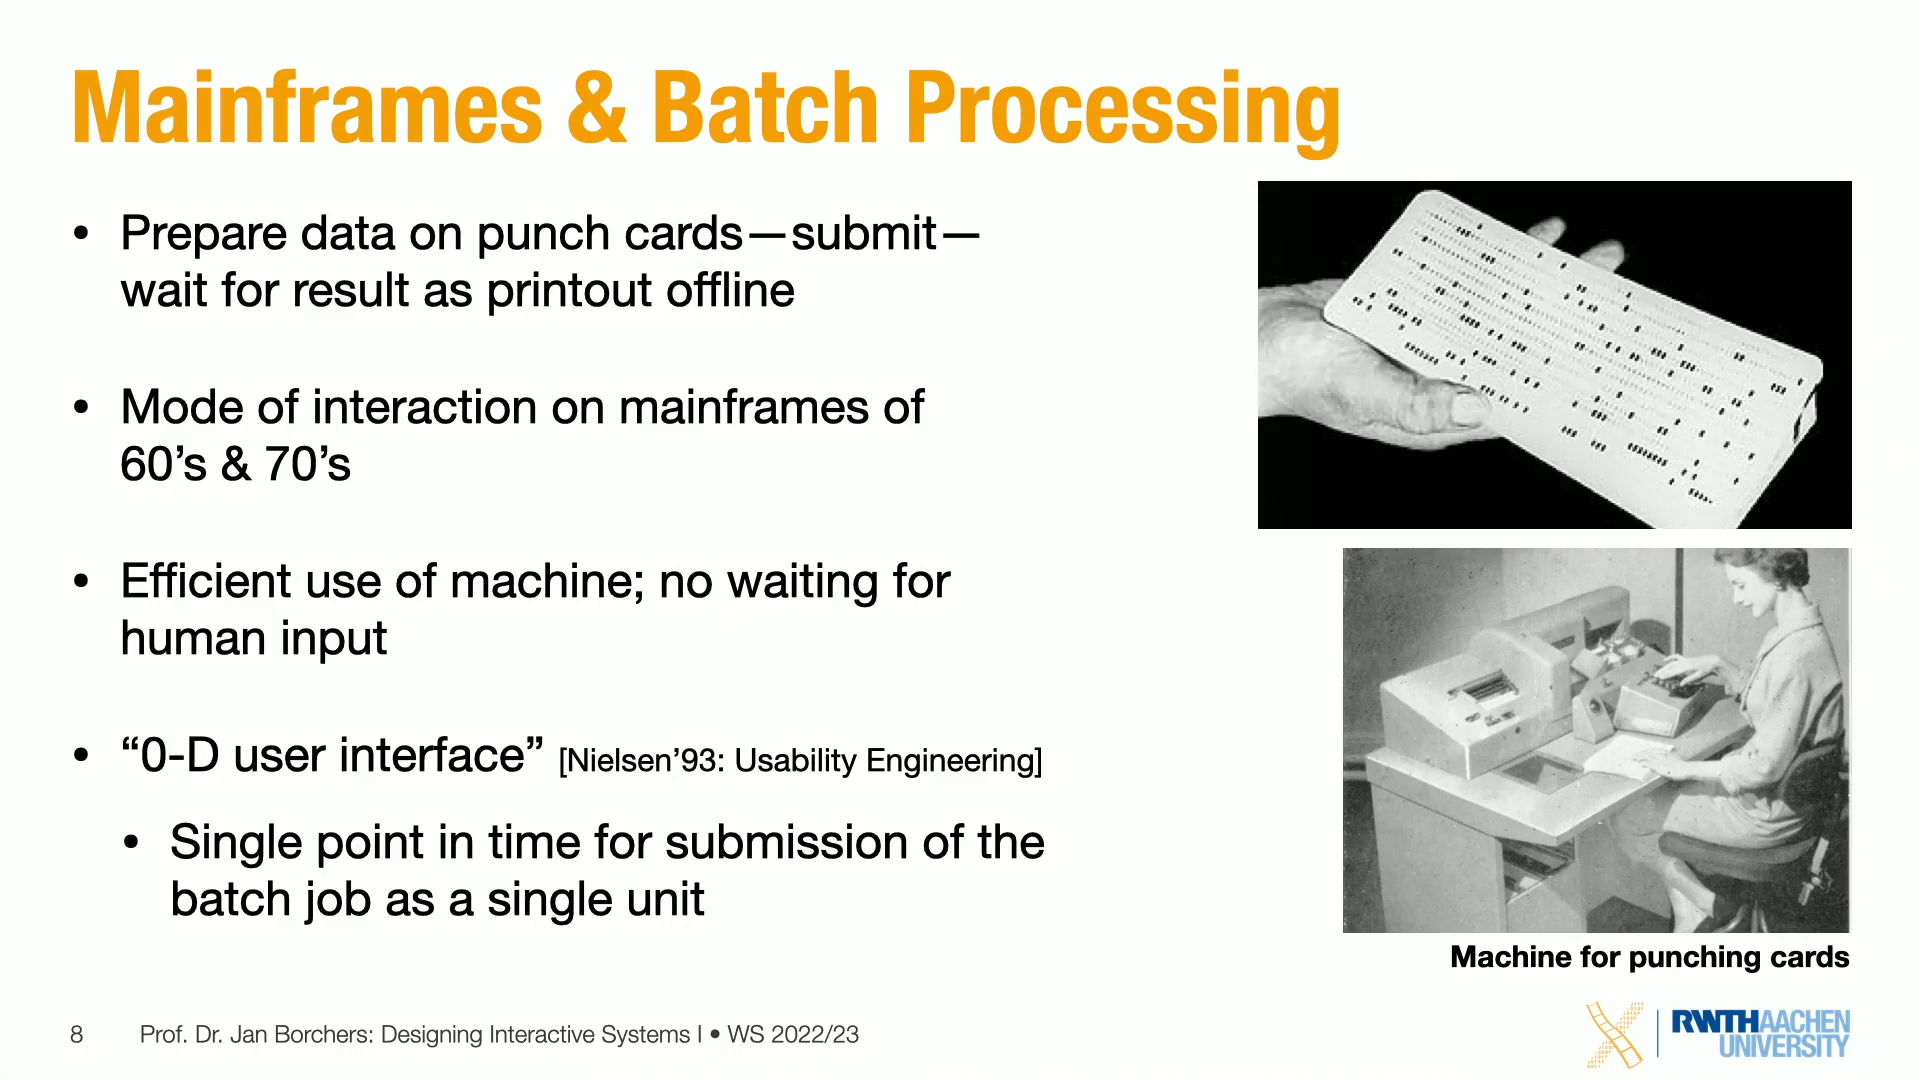 Mainframes & Batch Processing
• Prepare data on punch cards—submit—
wait for result as printout offline
• Mode of interaction on mainframes of
60’s & 70’s
• Efficient use of machine; no waiting for
human input
• “0-D user interface” [Nielsen’93: Usability Engineering]
• Single point in time for submission of the
batch job as a single unit
Machine for punching cards
8 Prof. Dr. Jan Borchers: Designing Interactive Systems I • WS 2022/23
RWTHAACHEN
UNIVERSITY